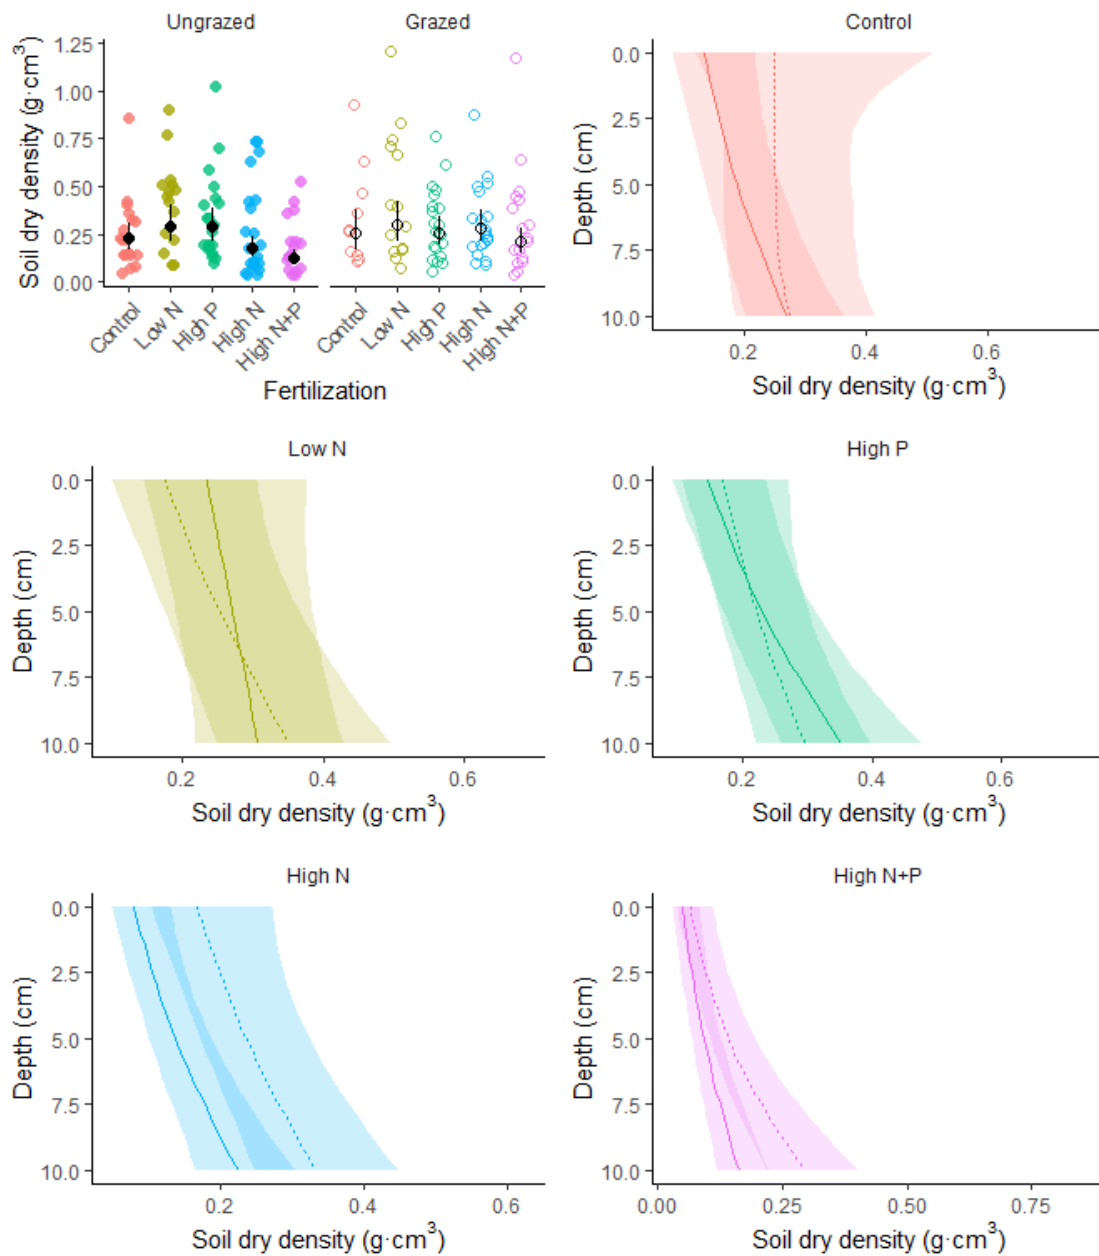 Ungrazed Grazed
Soil dry density (g·cm³)
1.25
1.00
0.75
0.50
0.25
0.00
Control Low N High P High N High N+P Control Low N High P High N High N+P
Fertilization
Control
Depth (cm)
0.0
2.5
5.0
7.5
10.0
0.2 0.4 0.6
Soil dry density (g·cm³)
Low N
Depth (cm)
0.0
2.5
5.0
7.5
10.0
0.2 0.4 0.6
Soil dry density (g·cm³)
High P
Depth (cm)
0.0
2.5
5.0
7.5
10.0
0.2 0.4 0.6
Soil dry density (g·cm³)
High N
Depth (cm)
0.0
2.5
5.0
7.5
10.0
0.2 0.4 0.6
Soil dry density (g·cm³)
High N+P
Depth (cm)
0.0
2.5
5.0
7.5
10.0
0.00 0.25 0.50 0.75
Soil dry density (g·cm³)